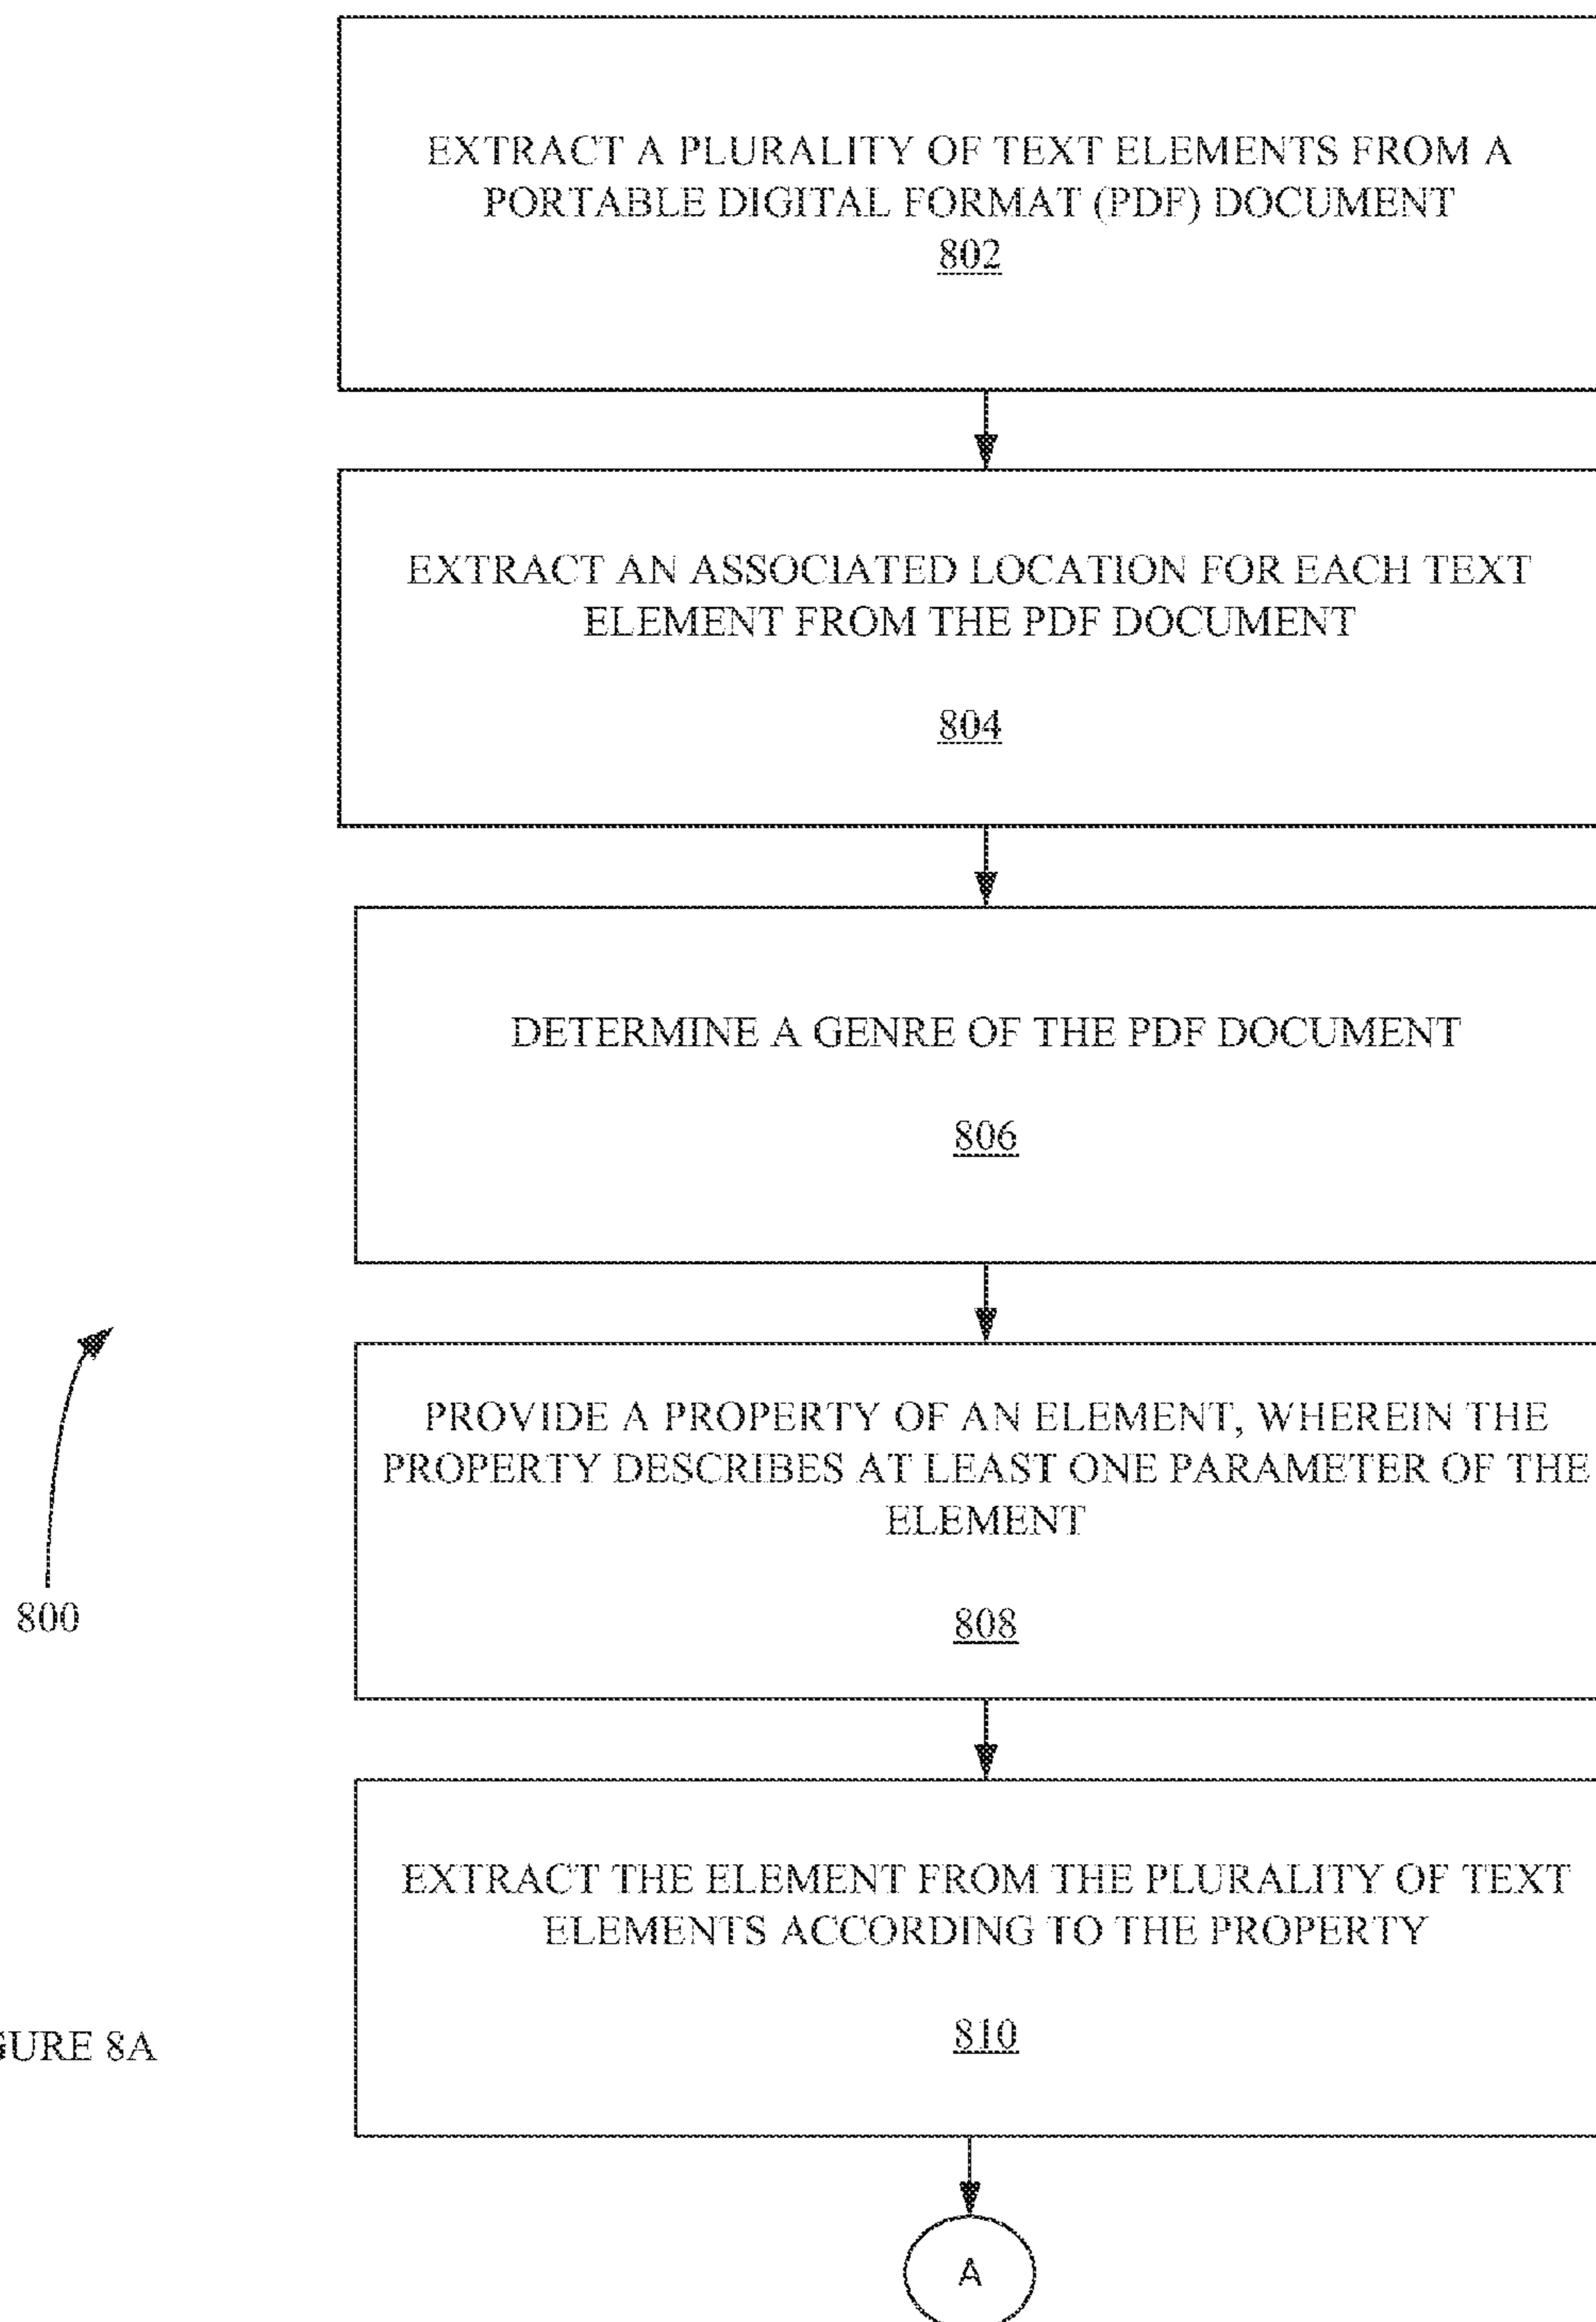 EXTRACT A PLURALITY OF TEXT ELEMENTS FROM A
PORTABLE DIGITAL FORMAT (PDF) DOCUMENT
802
EXTRACT AN ASSOCIATED LOCATION FOR EACH TEXT
ELEMENT FROM THE PDF DOCUMENT
804
DETERMINE A GENRE OF THE PDF DOCUMENT
806
PROVIDE A PROPERTY OF AN ELEMENT, WHEREIN THE
PROPERTY DESCRIBES AT LEAST ONE PARAMETER OF THE
ELEMENT
808
800
EXTRACT THE ELEMENT FROM THE PLURALITY OF TEXT
ELEMENTS ACCORDING TO THE PROPERTY
810
GURE 8A
A